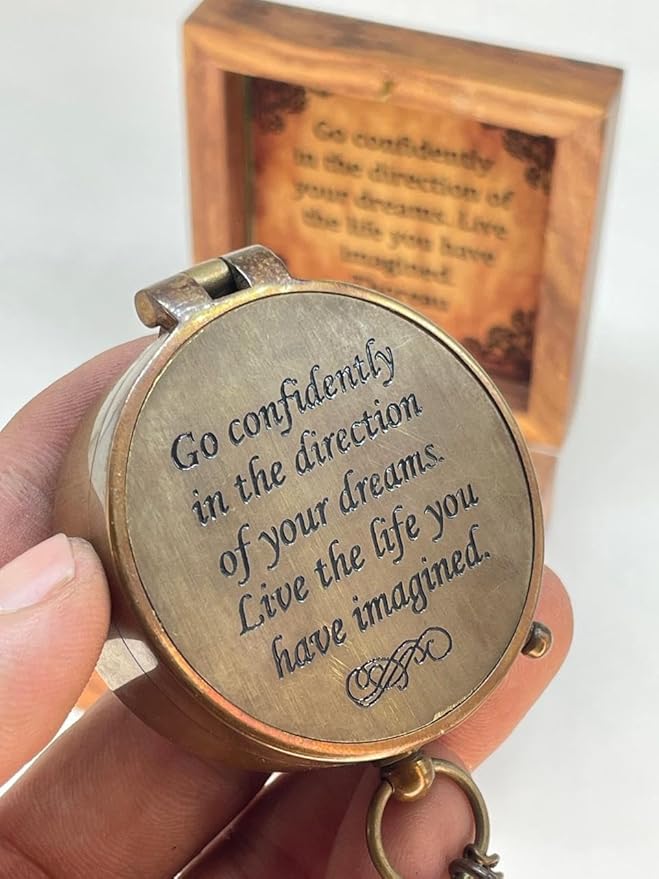 Go confidently
in the direction of
your dreams. Live
the life you have
imagined.
Thoreau
Go confidently
in the direction
of your dreams.
Live the life you
have imagined.